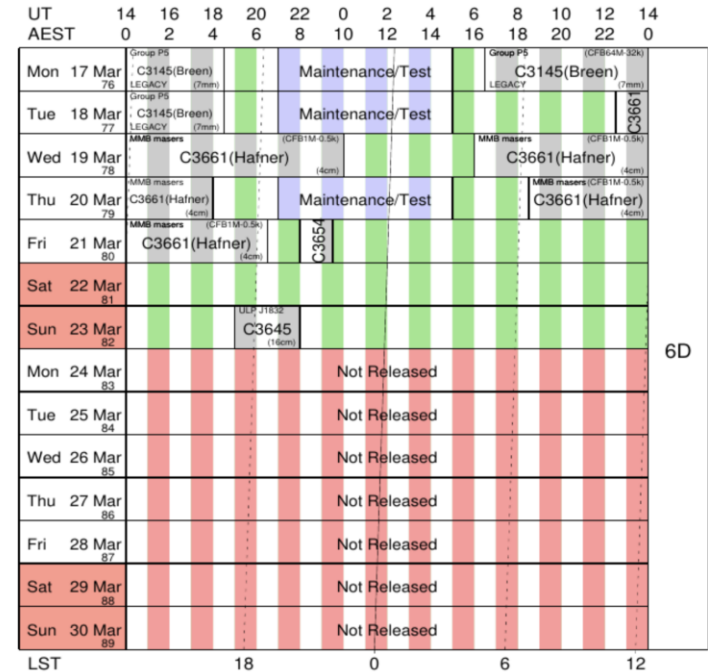 UT 14 16 18 20 22 0 2 4 6 8 10 12 14
AEST 0 2 4 6 8 10 12 14 16 18 20 22 0
Group P5 Group P5 (CFB64M-32k)
Mon 17 Mar C3145(Breen) Maintenance/Test C3145(Breen)
76 LEGACY (7mm) LEGACY (7mm)
Group P5
Tue 18 Mar C3145(Breen) Maintenance/Test C3661
77 LEGACY (7mm)
MMB masers (CFB1M-0.5k) MMB masers (CFB1M-0.5k)
Wed 19 Mar C3661(Hafner) C3661(Hafner)
78 (4cm) (4cm)
MMB masers MMB masers (CFB1M-0.5k)
Thu 20 Mar C3661(Hafner) Maintenance/Test C3661(Hafner)
79 (4cm) (4cm)
MMB masers (CFB1M-0.5k)
Fri 21 Mar C3661(Hafner) C3654
80 (4cm)
Sat 22 Mar
81
ULP J1832
Sun 23 Mar C3645
82 (16cm)
6D
Mon 24 Mar Not Released
83
Tue 25 Mar Not Released
84
Wed 26 Mar Not Released
85
Thu 27 Mar Not Released
86
Fri 28 Mar Not Released
87
Sat 29 Mar Not Released
88
Sun 30 Mar Not Released
89
LST 18 0 6 12